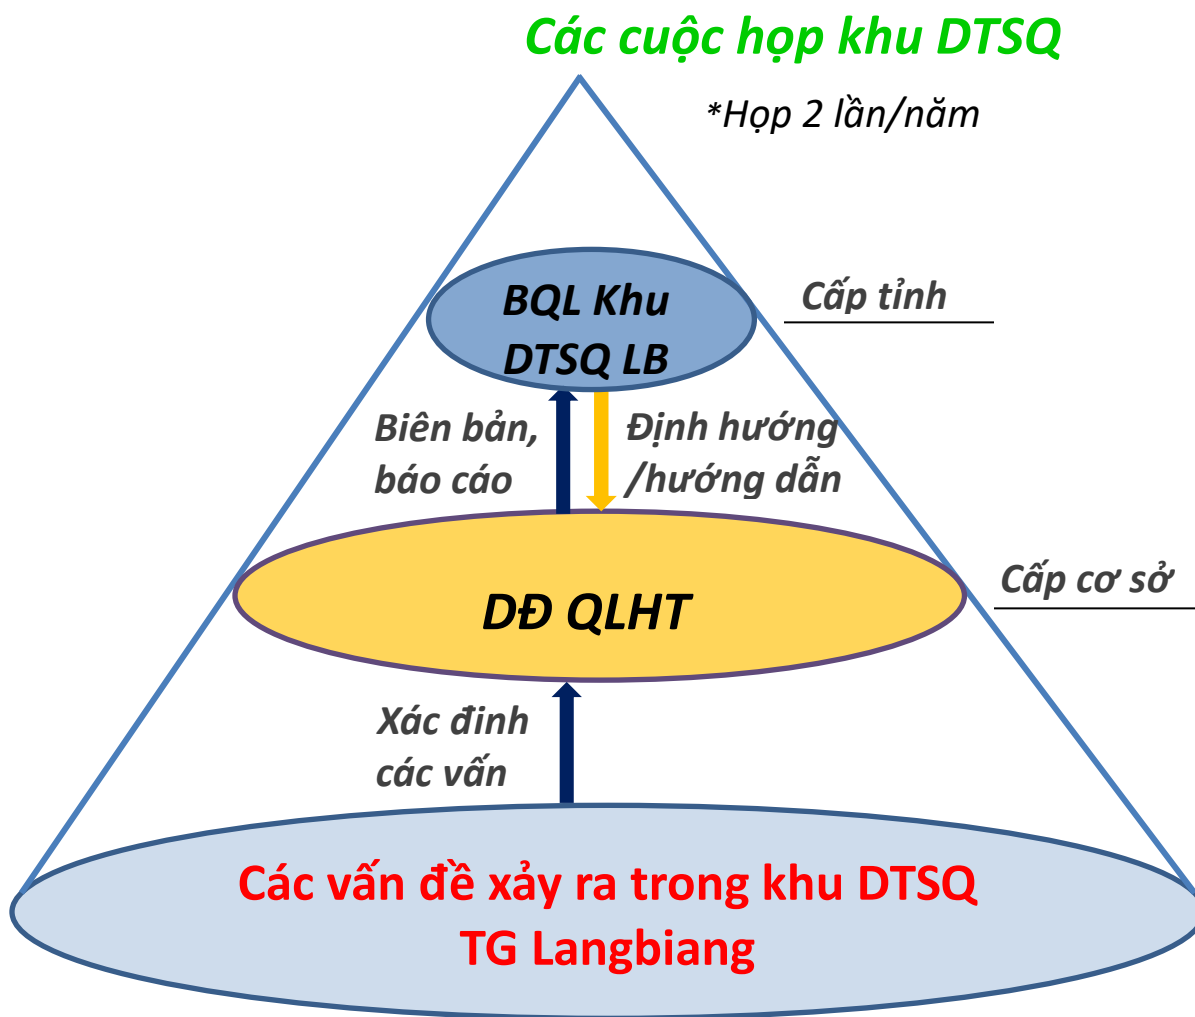 Các cuộc họp khu DTSQ
*Họp 2 lần/năm
BQL Khu
DTSQ LB
Cấp tỉnh
Biên bản,
báo cáo
Định hướng
/hướng dẫn
DĐ QLHT
Cấp cơ sở
Xác đinh
các vấn
Các vấn đề xảy ra trong khu DTSQ
TG Langbiang